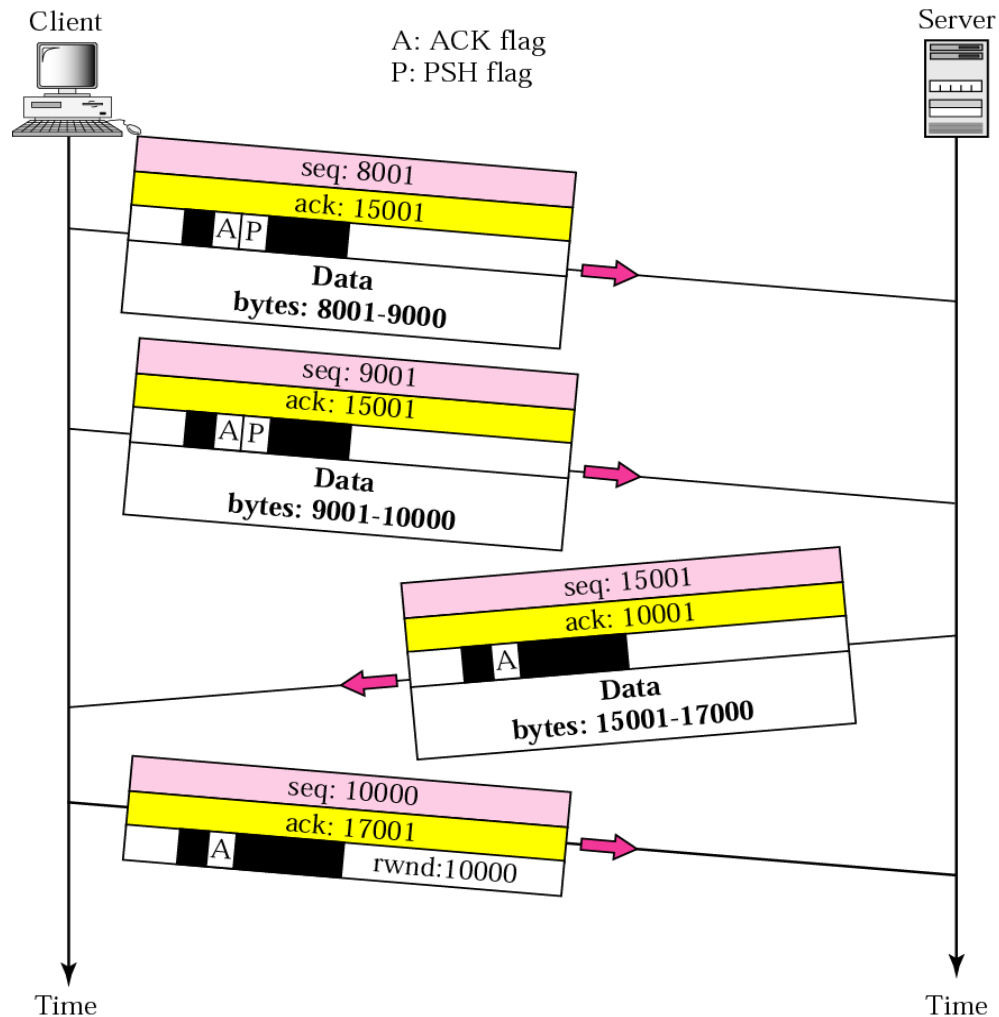 Client
Server
A: ACK flag
P: PSH flag
seq: 8001
ack: 15001
A P
Data
bytes: 8001-9000
seq: 9001
ack: 15001
A P
Data
bytes: 9001-10000
seq: 15001
ack: 10001
A
Data
bytes: 15001-17000
seq: 10000
ack: 17001
A rwnd:10000
Time
Time